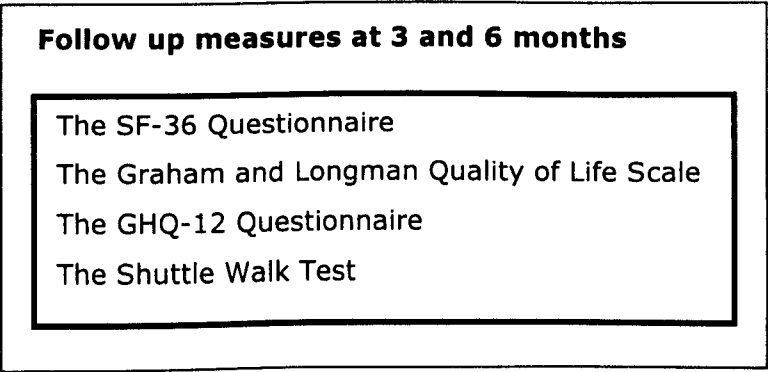 Follow up measures at 3 and 6 months
The SF-36 Questionnaire
The Graham and Longman Quality of Life Scale
The GHQ-12 Questionnaire
The Shuttle Walk Test